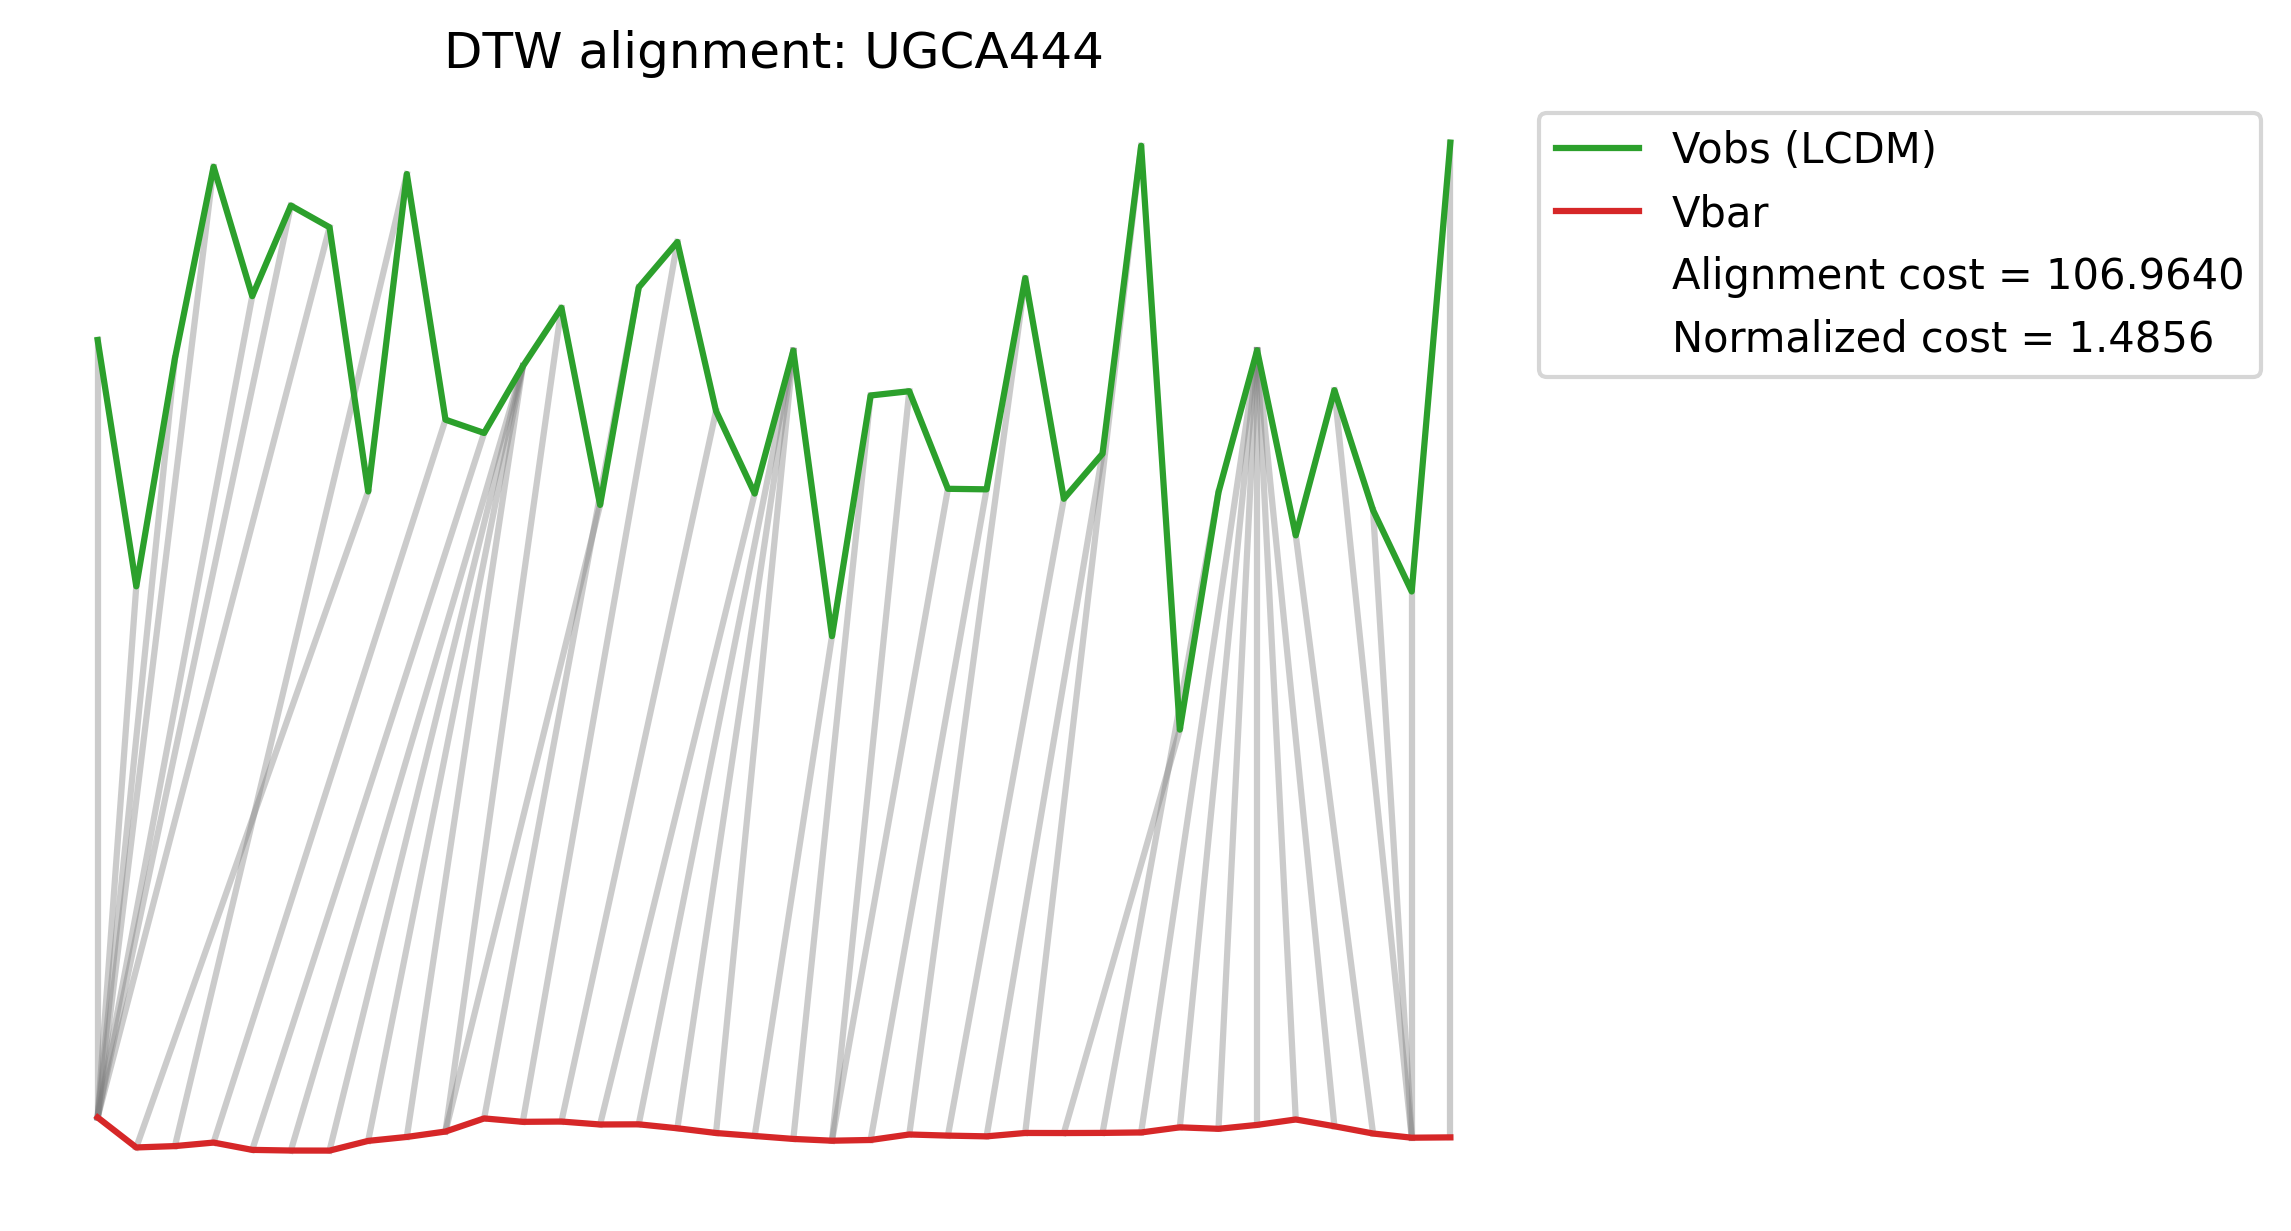 DTW alignment: UGCA444
Vobs (LCDM)
Vbar
Alignment cost = 106.9640
Normalized cost = 1.4856